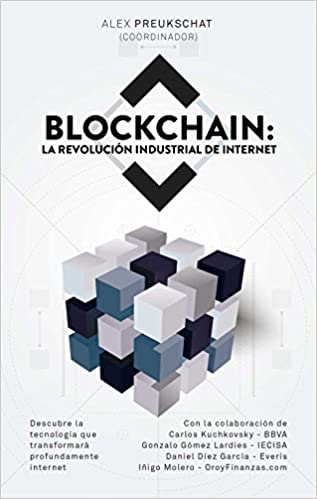 ALEX PREUKSCHAT
(COORDINADOR)
BLOCKCHAIN:
LA REVOLUCIÓN INDUSTRIAL DE INTERNET
Descubre la
tecnología que
transformará
profundamente
internet
Con la colaboración de
Carlos Kuchkovsky - BBVA
Gonzalo Gómez Lardies - IECISA
Daniel Díez García - Everis
Iñigo Molero - OroyFinanzas.com